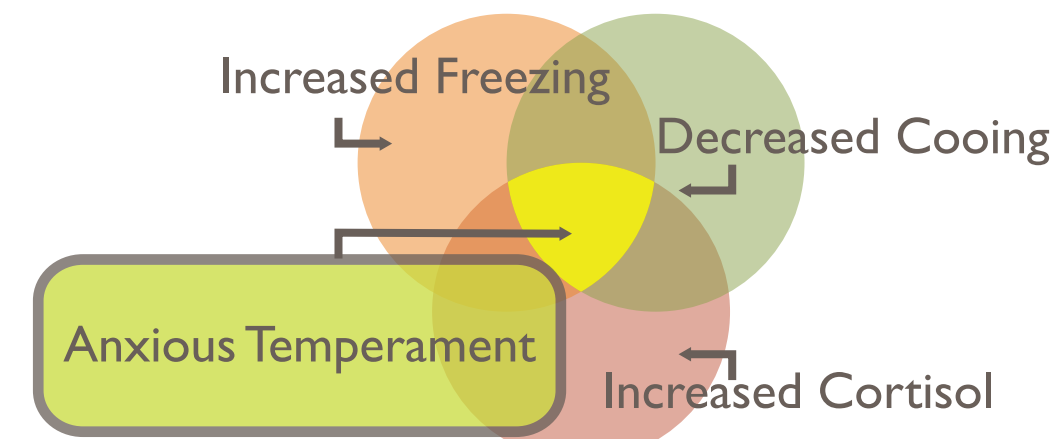 Increased Freezing
Decreased Cooing
Anxious Temperament
Increased Cortisol